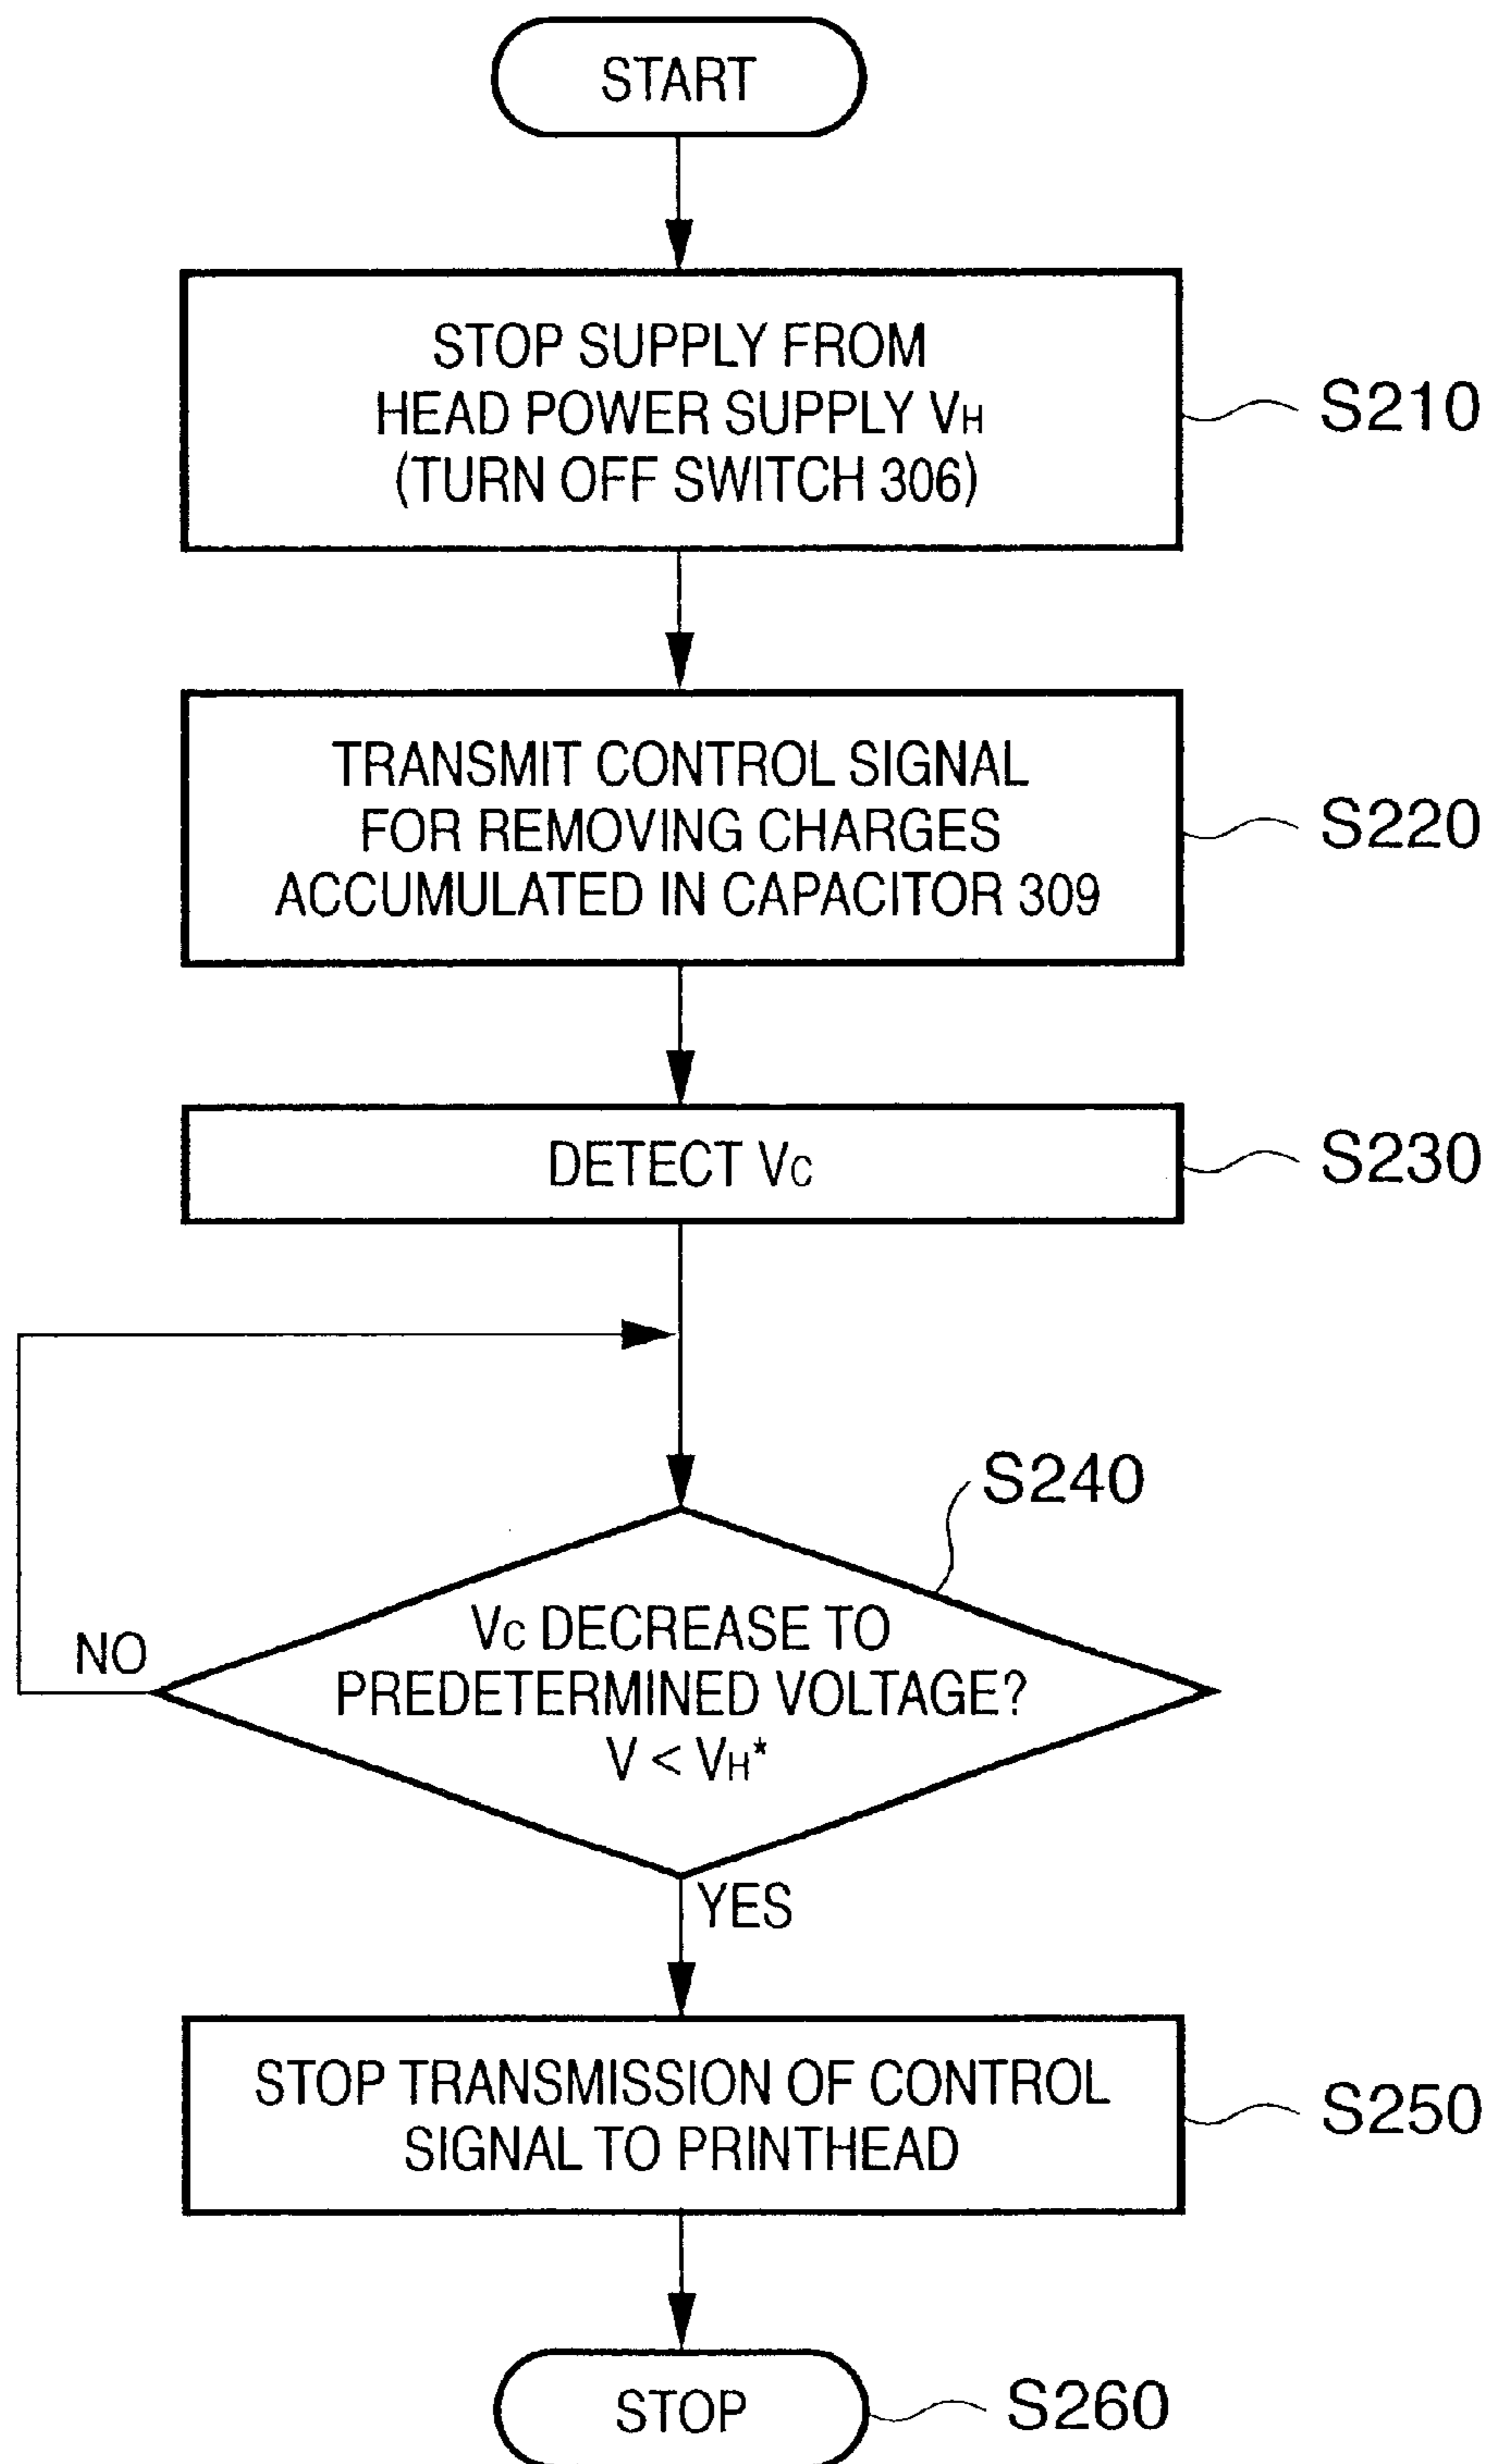 START
STOP SUPPLY FROM
HEAD POWER SUPPLY VH
(TURN OFF SWITCH 306)
S210
TRANSMIT CONTROL SIGNAL
FOR REMOVING CHARGES
ACCUMULATED IN CAPACITOR 309
S220
DETECT VC
S230
S240
VC DECREASE TO
PREDETERMINED VOLTAGE?
V < VH*
NO
YES
STOP TRANSMISSION OF CONTROL
SIGNAL TO PRINTHEAD
S250
STOP
S260